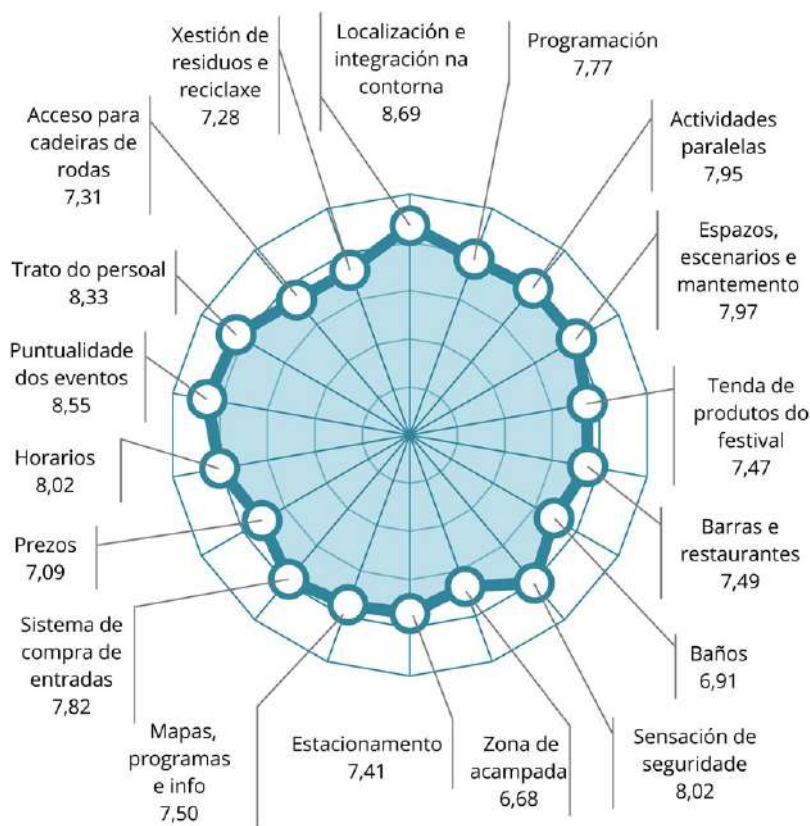 Localización e
integración na
contorna
8,69
Programación
7,77
Actividades
paralelas
7,95
Espazos,
escenarios e
mantemento
7,97
Tenda de
produtos do
festival
7,47
Barras e
restaurantes
7,49
Baños
6,91
Sensación de
seguridade
8,02
Zona de
acampada
6,68
Estacionamento
7,41
Mapas,
programas
e info
7,50
Sistema de
compra de
entradas
7,82
Prezos
7,09
Horarios
8,02
Puntualidade
dos eventos
8,55
Trato do persoal
8,33
Acceso para
cadeiras de
rodas
7,31
Xestión de
residuos e
reciclaxe
7,28